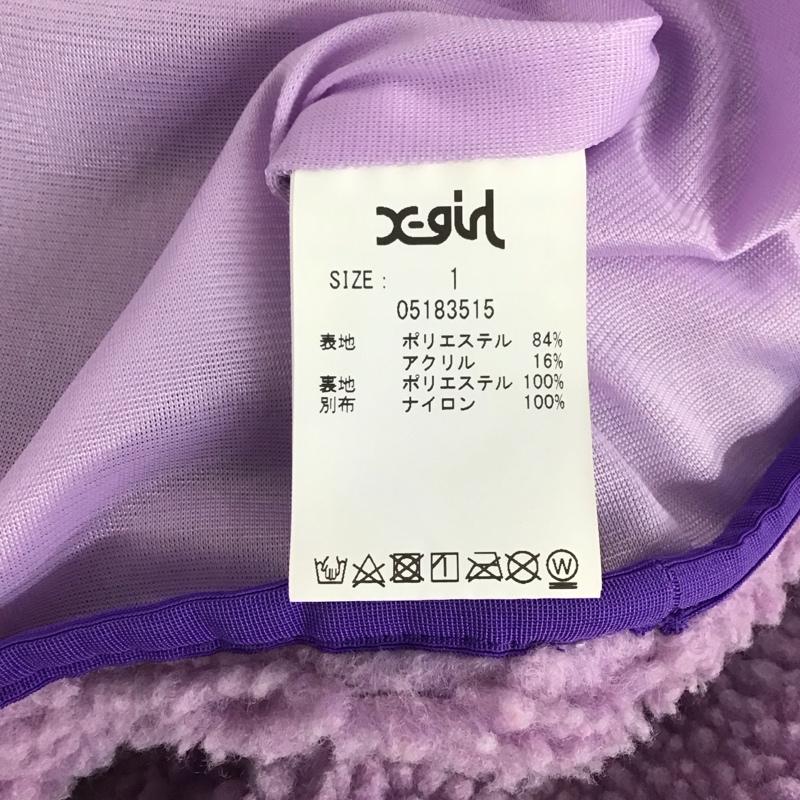 X-girl
SIZE : 1
05183515
表地 ポリエステル 84%
アクリル 16%
裏地 ポリエステル 100%
別布 ナイロン 100%
W